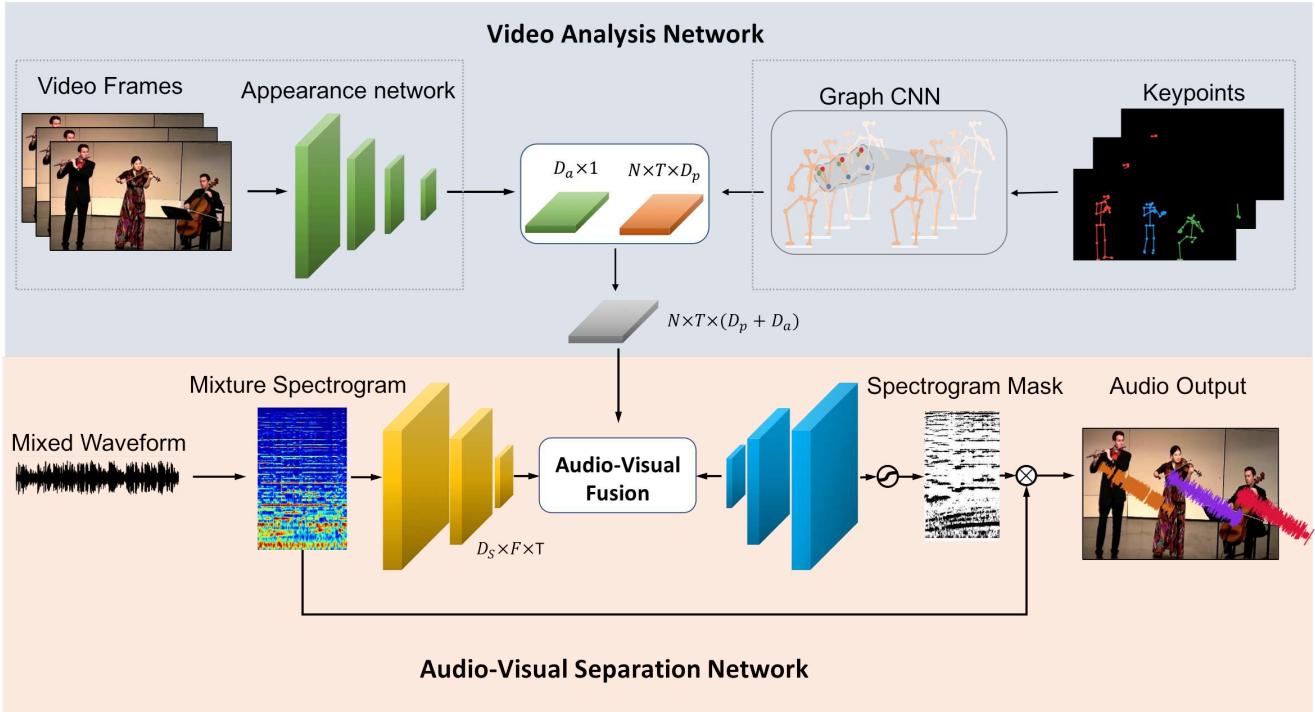 Video Analysis Network
Video Frames
Appearance network
Graph CNN
Keypoints
D_a×1
N×T×D_p
N×T×(D_p + D_a)
Mixture Spectrogram
Spectrogram Mask
Audio Output
Mixed Waveform
Audio-Visual
Fusion
D_S×F×T
Audio-Visual Separation Network